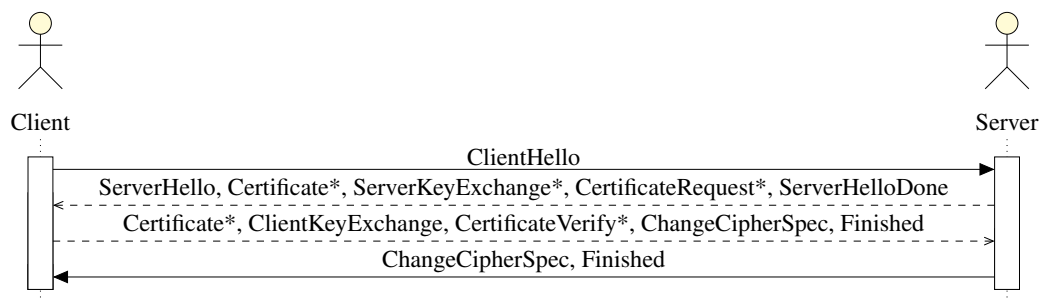 Client
Server
ClientHello
ServerHello, Certificate*, ServerKeyExchange*, CertificateRequest*, ServerHelloDone
Certificate*, ClientKeyExchange, CertificateVerify*, ChangeCipherSpec, Finished
ChangeCipherSpec, Finished